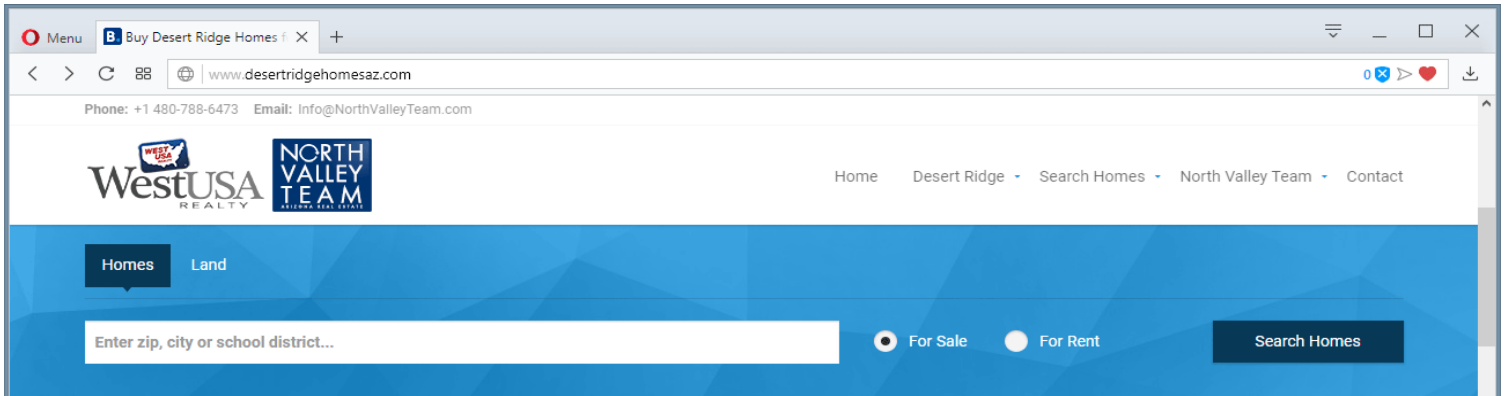 Menu B. Buy Desert Ridge Homes f
www.desertridgehomesaz.com 0
Phone: +1 480-788-6473 Email: Info@NorthValleyTeam.com
WEST USA REALTY
WestUSA
REALTY
NORTH
VALLEY
TEAM
ARIZONA REAL ESTATE
Home Desert Ridge Search Homes North Valley Team Contact
Homes Land
Enter zip, city or school district... For Sale For Rent Search Homes